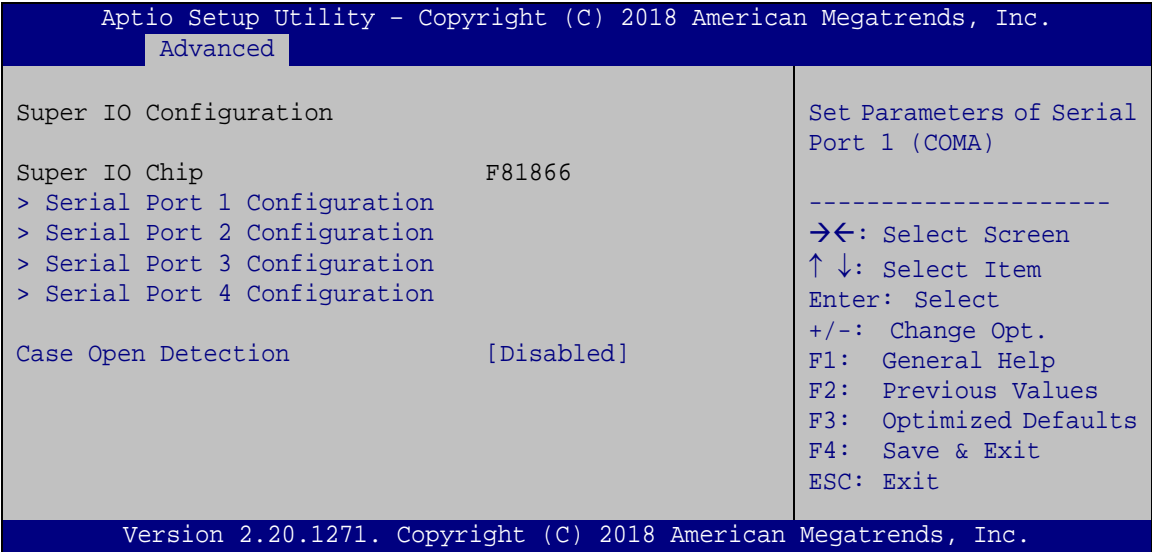 Aptio Setup Utility – Copyright (C) 2018 American Megatrends, Inc.
Advanced
Super IO Configuration
Super IO Chip F81866
> Serial Port 1 Configuration
> Serial Port 2 Configuration
> Serial Port 3 Configuration
> Serial Port 4 Configuration
Case Open Detection [Disabled]
Set Parameters of Serial
Port 1 (COMA)
---------------------
→←: Select Screen
↑ ↓: Select Item
Enter: Select
+/-: Change Opt.
F1: General Help
F2: Previous Values
F3: Optimized Defaults
F4: Save & Exit
ESC: Exit
Version 2.20.1271. Copyright (C) 2018 American Megatrends, Inc.